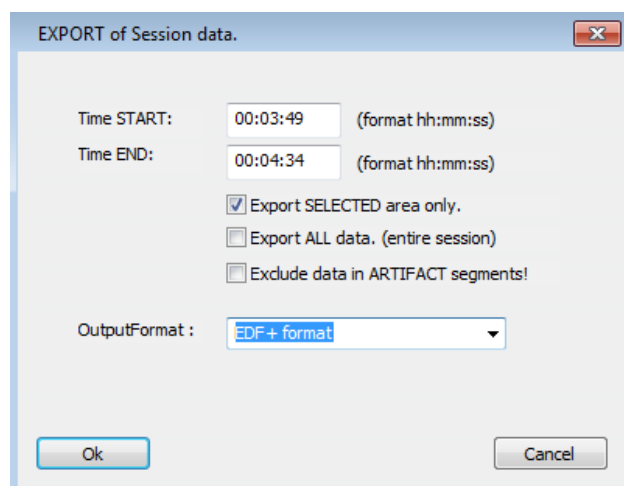 EXPORT of Session data.
Time START: 00:03:49 (format hh:mm:ss)
Time END: 00:04:34 (format hh:mm:ss)
Export SELECTED area only.
Export ALL data. (entire session)
Exclude data in ARTIFACT segments!
OutputFormat : EDF+ format
Ok Cancel